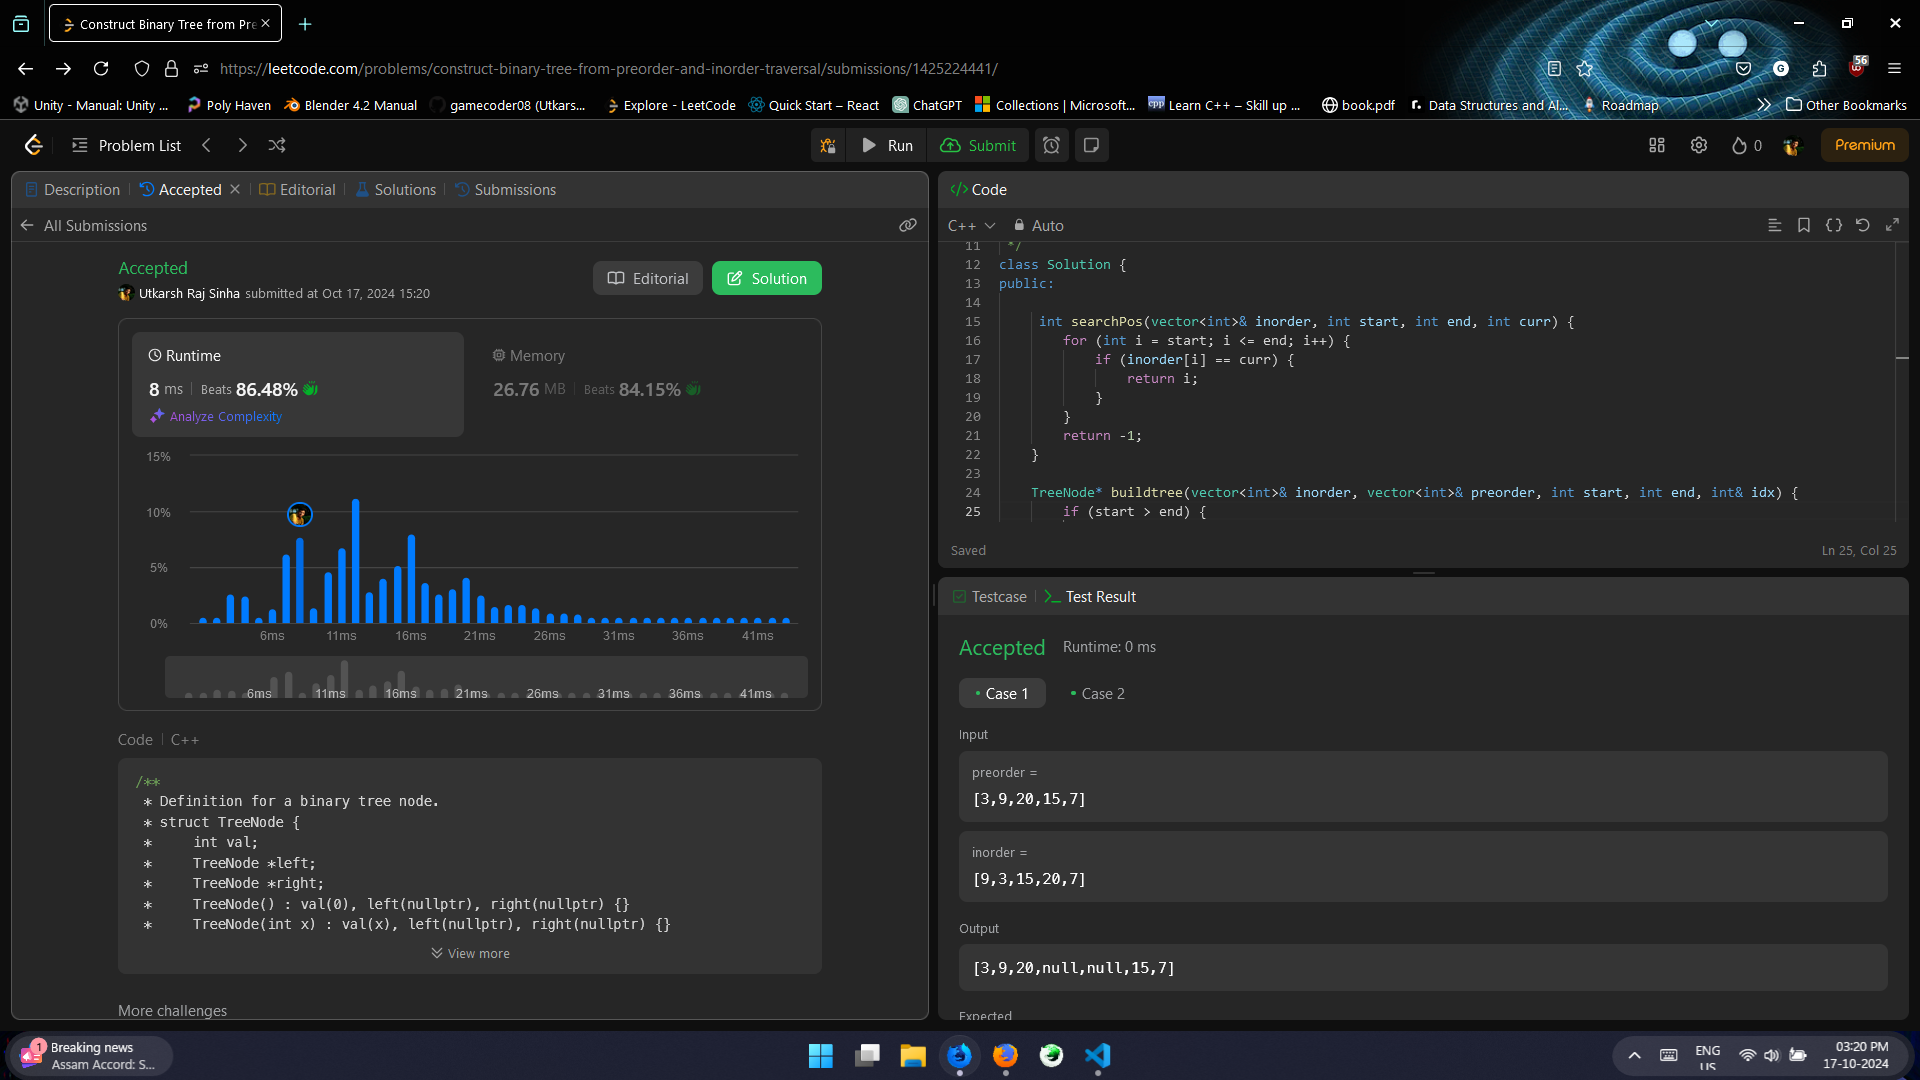 Construct Binary Tree from Pre
https://leetcode.com/problems/construct-binary-tree-from-preorder-and-inorder-traversal/submissions/1425224441/
56
Unity - Manual: Unity ...
Poly Haven
Blender 4.2 Manual
gamecoder08 (Utkars...
Explore - LeetCode
Quick Start – React
ChatGPT
Collections | Microsoft...
Learn C++ – Skill up ...
book.pdf
Data Structures and Al...
Roadmap
Other Bookmarks
Problem List
Run
Submit
0
Premium
Description
Accepted
Editorial
Solutions
Submissions
All Submissions
Accepted
Utkarsh Raj Sinha submitted at Oct 17, 2024 15:20
Editorial
Solution
Runtime
8 ms | Beats 86.48%
Analyze Complexity
Memory
26.76 MB | Beats 84.15%
15%
10%
5%
0%
6ms 11ms 16ms 21ms 26ms 31ms 36ms 41ms
6ms 11ms 16ms 21ms 26ms 31ms 36ms 41ms
Code | C++
/**
* Definition for a binary tree node.
* struct TreeNode {
*     int val;
*     TreeNode *left;
*     TreeNode *right;
*     TreeNode() : val(0), left(nullptr), right(nullptr) {}
*     TreeNode(int x) : val(x), left(nullptr), right(nullptr) {}
View more
More challenges
</> Code
C++
Auto
11 */
12 class Solution {
13 public:
14
15     int searchPos(vector<int>& inorder, int start, int end, int curr) {
16         for (int i = start; i <= end; i++) {
17             if (inorder[i] == curr) {
18                 return i;
19             }
20         }
21         return -1;
22     }
23
24     TreeNode* buildtree(vector<int>& inorder, vector<int>& preorder, int start, int end, int& idx) {
25         if (start > end) {
Saved
Ln 25, Col 25
Testcase
Test Result
Accepted
Runtime: 0 ms
Case 1
Case 2
Input
preorder =
[3,9,20,15,7]
inorder =
[9,3,15,20,7]
Output
[3,9,20,null,null,15,7]
Expected
1
Breaking news
Assam Accord: S...
ENG
US
03:20 PM
17-10-2024